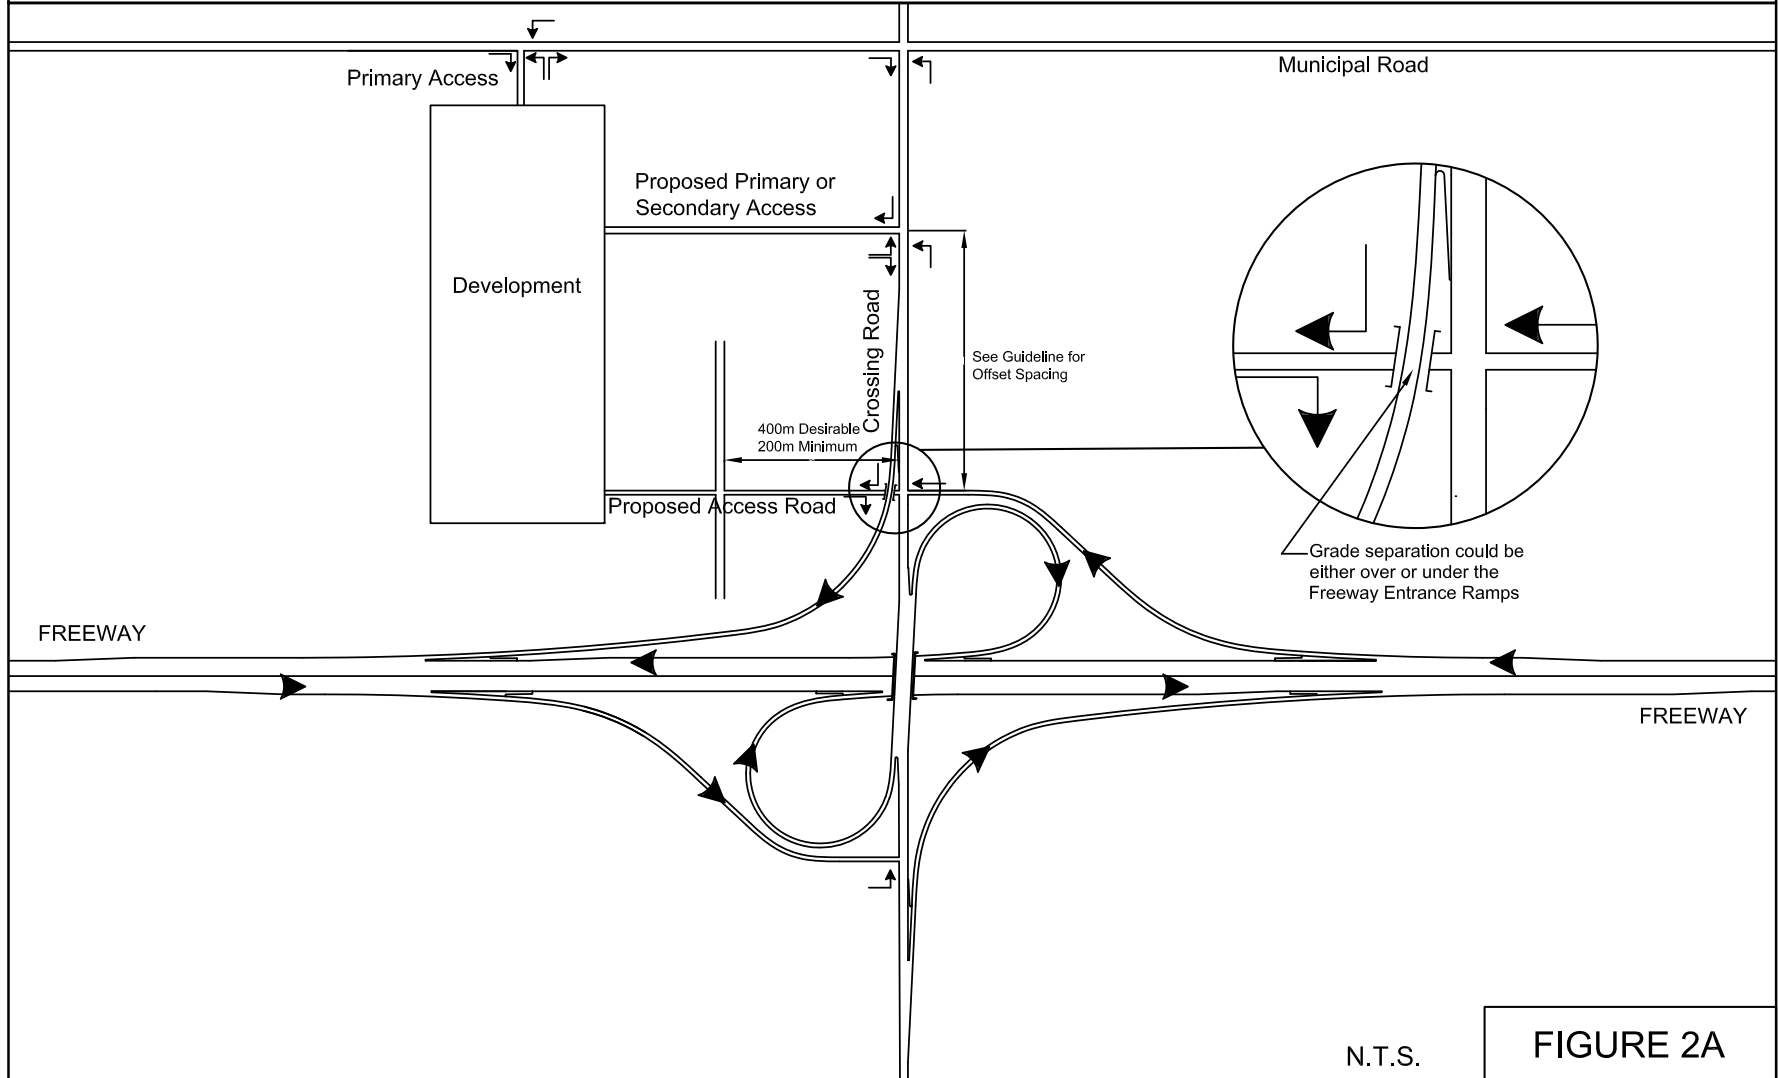 Primary Access
Municipal Road
Proposed Primary or
Secondary Access
Development
Crossing Road
See Guideline for
Offset Spacing
400m Desirable
200m Minimum
Proposed Access Road
Grade separation could be
either over or under the
Freeway Entrance Ramps
FREEWAY
FREEWAY
N.T.S.
FIGURE 2A